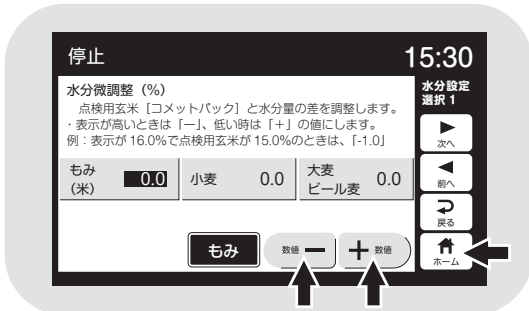 停止 15:30
水分微調整（%）
点検用玄米［コメットパック］と水分量の差を調整します。
・表示が高いときは「ー」、低い時は「＋」の値にします。
例：表示が 16.0%で点検用玄米が 15.0%のときは、「-1.0」
もみ
（米）
0.0
小麦 0.0
大麦
ビール麦
0.0
もみ
数値 ー
＋ 数値
水分設定
選択 1
次へ
前へ
戻る
ホーム